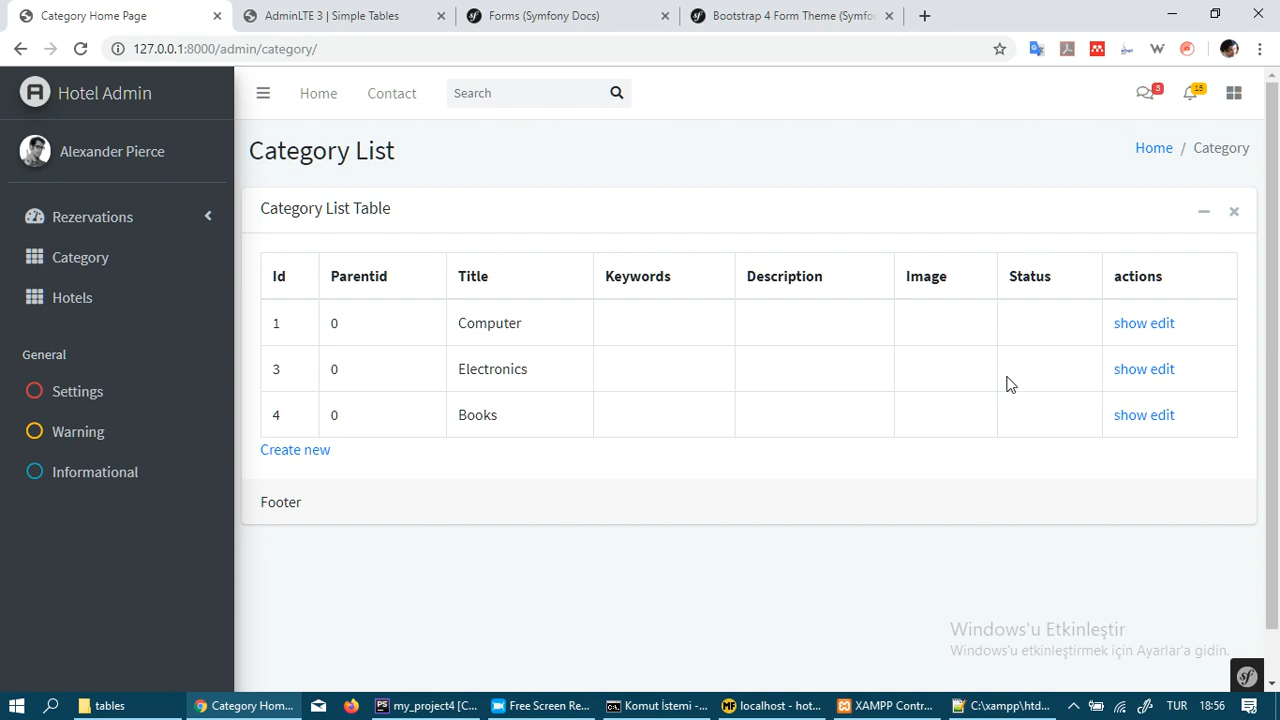 Category Home Page
AdminLTE 3 | Simple Tables
Forms (Symfony Docs)
Bootstrap 4 Form Theme (Symfor
127.0.0.1:8000/admin/category/
Hotel Admin
Home
Contact
Search
3
15
Alexander Pierce
Category List
Home / Category
Rezervations
Category
Hotels
General
Settings
Warning
Informational
Category List Table
Id Parentid Title Keywords Description Image Status actions
1 0 Computer show edit
3 0 Electronics show edit
4 0 Books show edit
Create new
Footer
Windows'u Etkinleştir
Windows'u etkinleştirmek için Ayarlar'a gidin.
tables
Category Hom...
my_project4 [C...
Free Screen Re...
Komut İstemi -...
localhost - hot...
XAMPP Contr...
C:\xampp\htd...
TUR
18:56